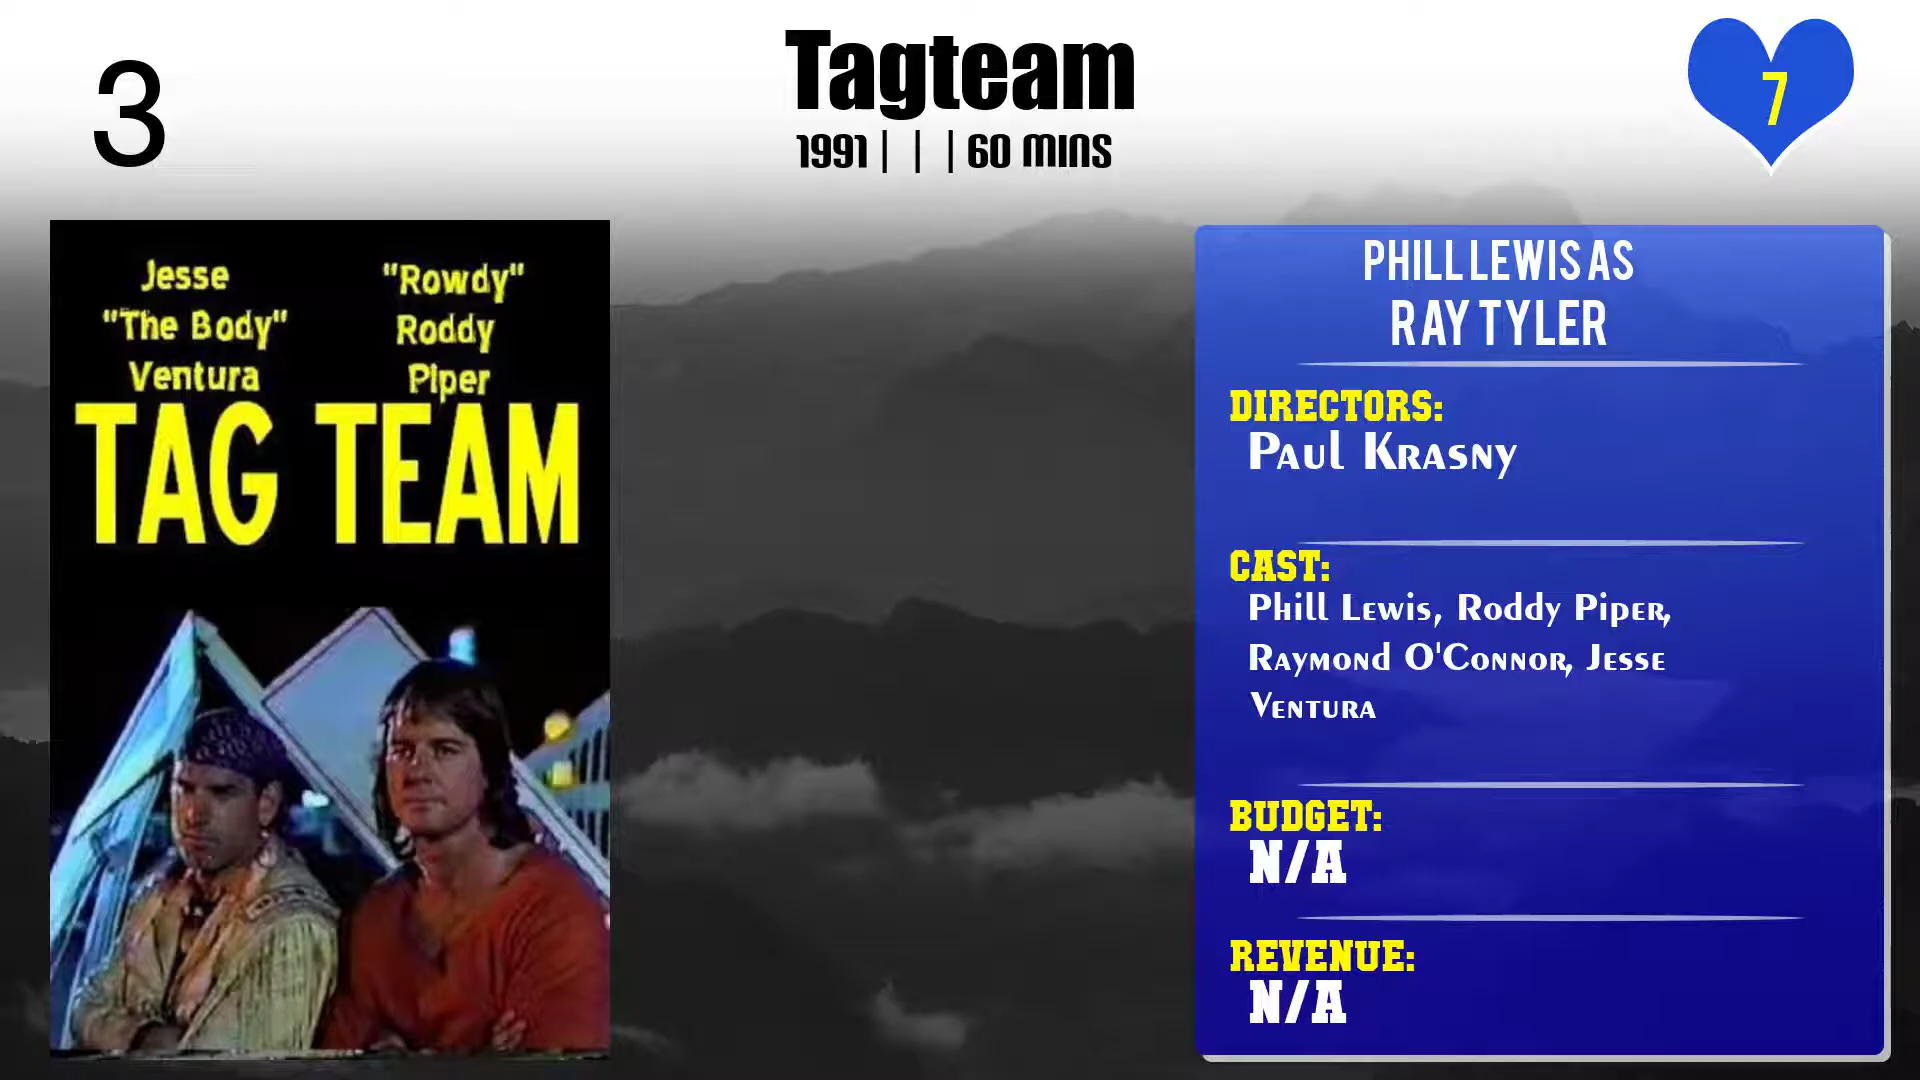 3
Tagteam
1991 | | | 60 mins
7
Jesse
"The Body"
Ventura
"Rowdy"
Roddy
Piper
TAG TEAM
PHILL LEWIS AS
RAY TYLER
DIRECTORS:
Paul Krasny
CAST:
Phill Lewis, Roddy Piper,
Raymond O'Connor, Jesse
Ventura
BUDGET:
N/A
REVENUE:
N/A